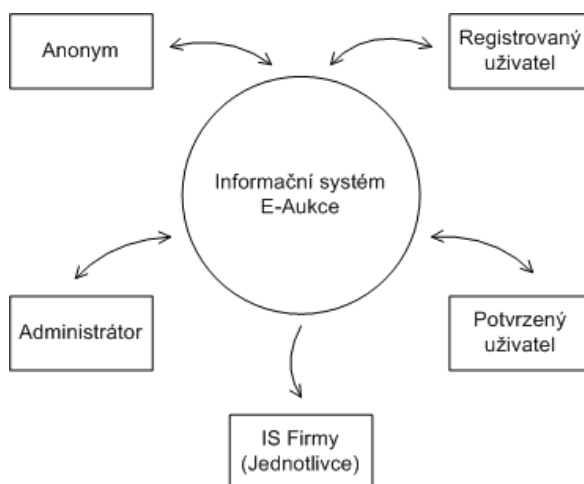 Anonym
Registrovaný
uživatel
Informační systém
E-Aukce
Administrátor
Potvrzený
uživatel
IS Firmy
(Jednotlivce)